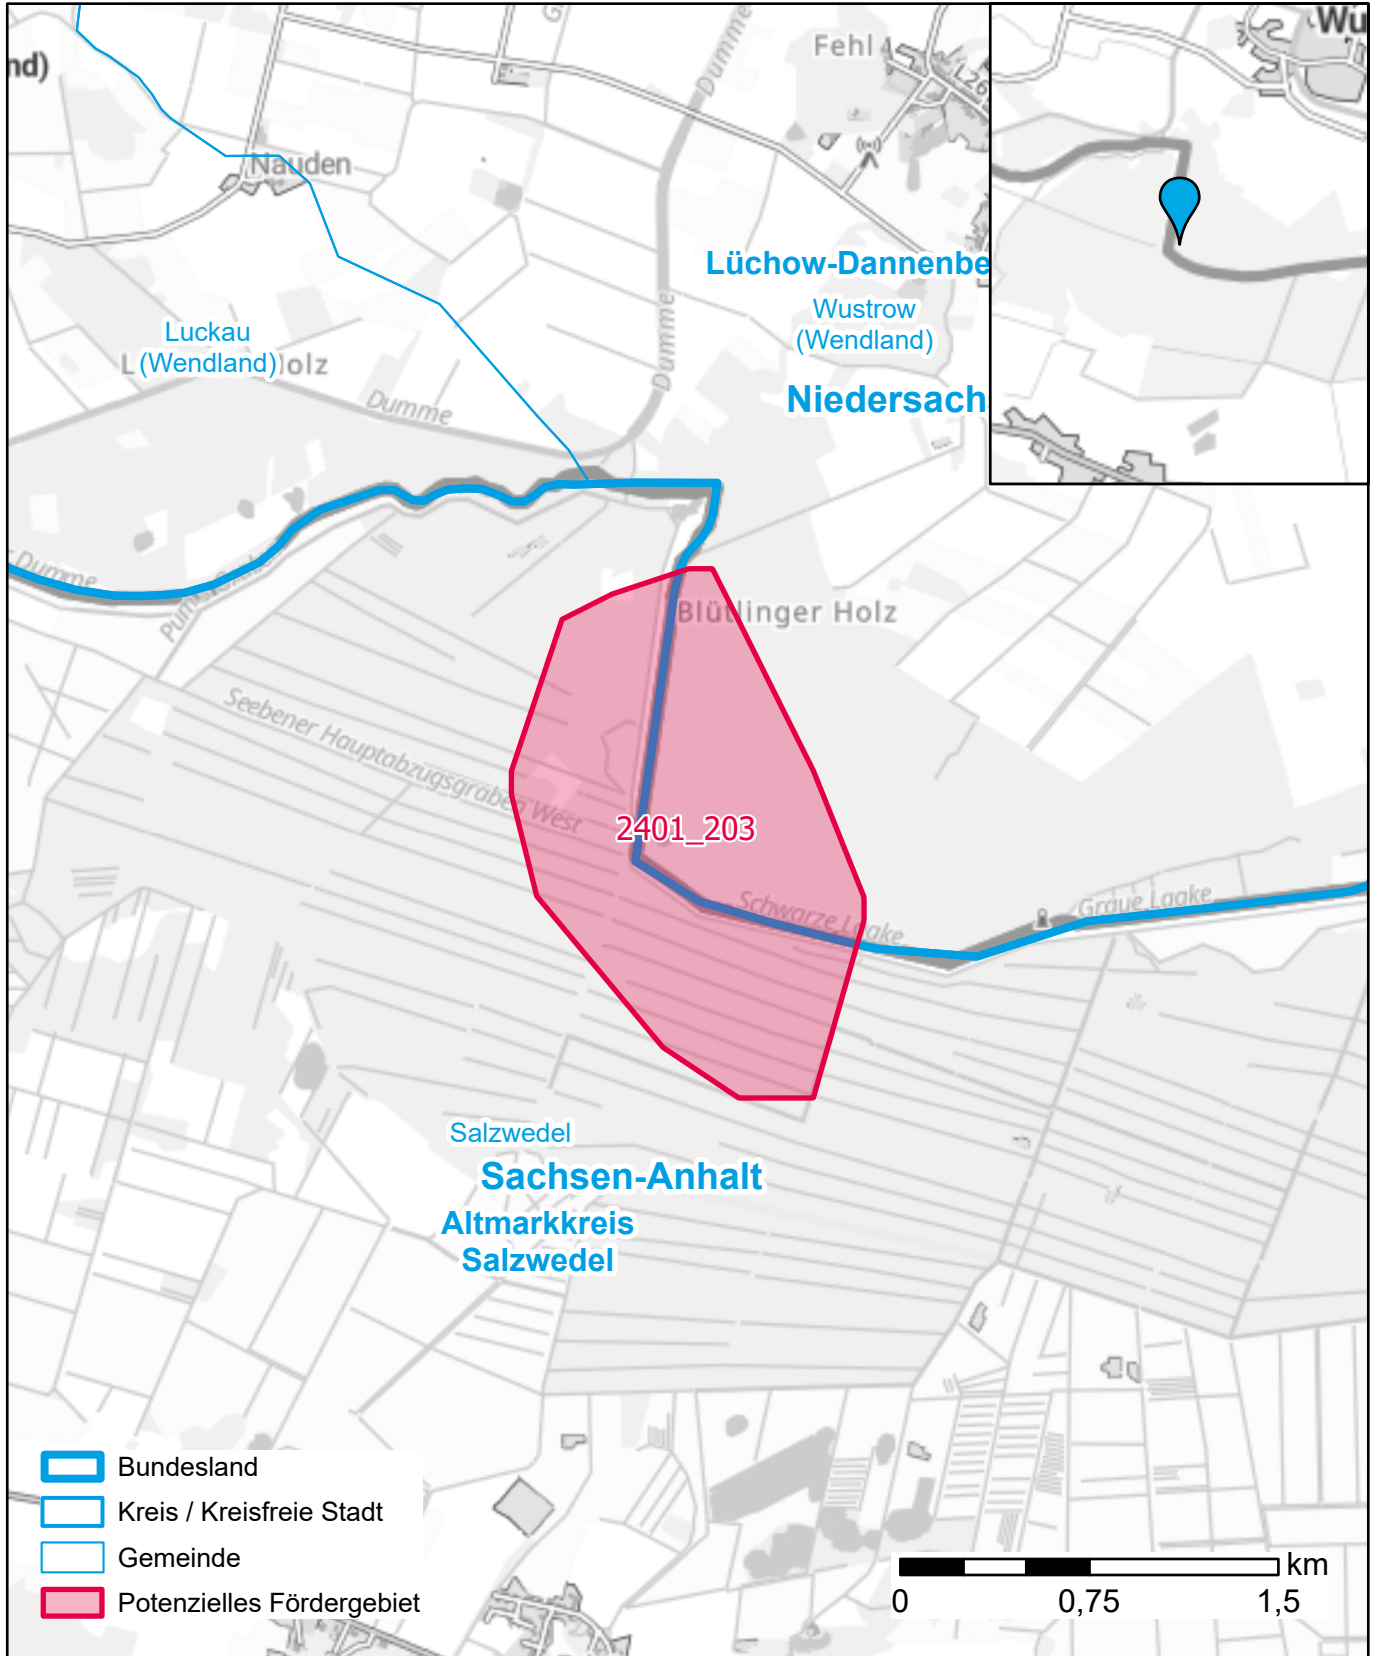 nd)
Nauden
Dumme
Fehl
L 26
Wu
Lüchow-Dannenbe
Wustrow
(Wendland)
Niedersach
Luckau
(Wendland)
L
olz
Dumme
Dumme
Dumme
Blütlinger Holz
Seebener Hauptabzugsgraben West
2401_203
Schwarze Laake
Graue Laake
Salzwedel
Sachsen-Anhalt
Altmarkkreis
Salzwedel
Bundesland
Kreis / Kreisfreie Stadt
Gemeinde
Potenzielles Fördergebiet
km
0
0,75
1,5